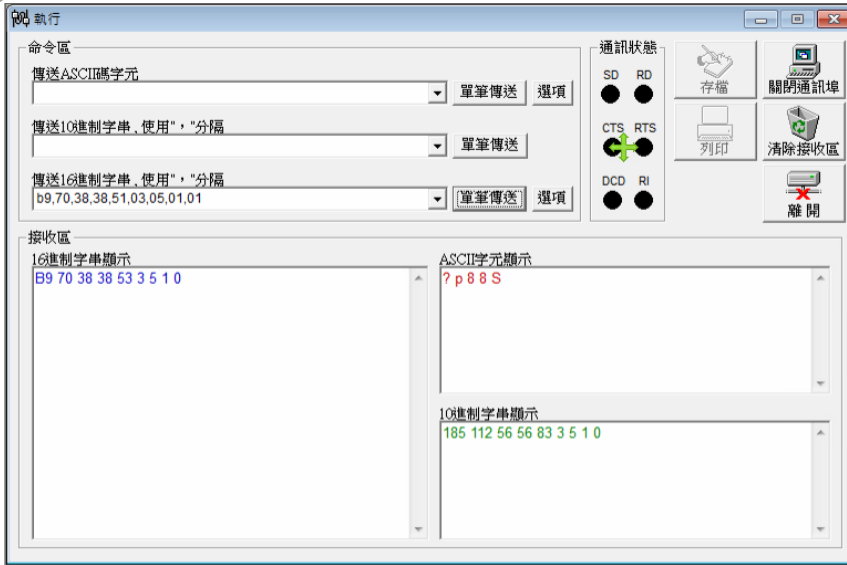 執行
命令區
傳送ASCII碼字元
單筆傳送 選項
傳送10進制字串,使用","分隔
單筆傳送
傳送16進制字串,使用","分隔
b9,70,38,38,51,03,05,01,01 單筆傳送 選項
通訊狀態
SD RD
CTS RTS
DCD RI
存檔 關閉通訊埠
列印 清除接收區
離開
接收區
16進制字串顯示
B9 70 38 38 53 3 5 1 0
ASCII字元顯示
? p 8 8 S
10進制字串顯示
185 112 56 56 83 3 5 1 0